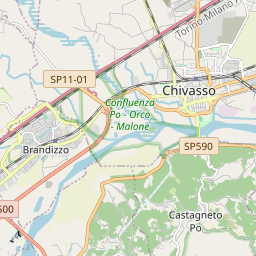 Torino-Milano
SP11-01
Chivasso
Confluenza
Po - Orco
- Malone
Brandizzo
SP590
500
Castagneto
Po